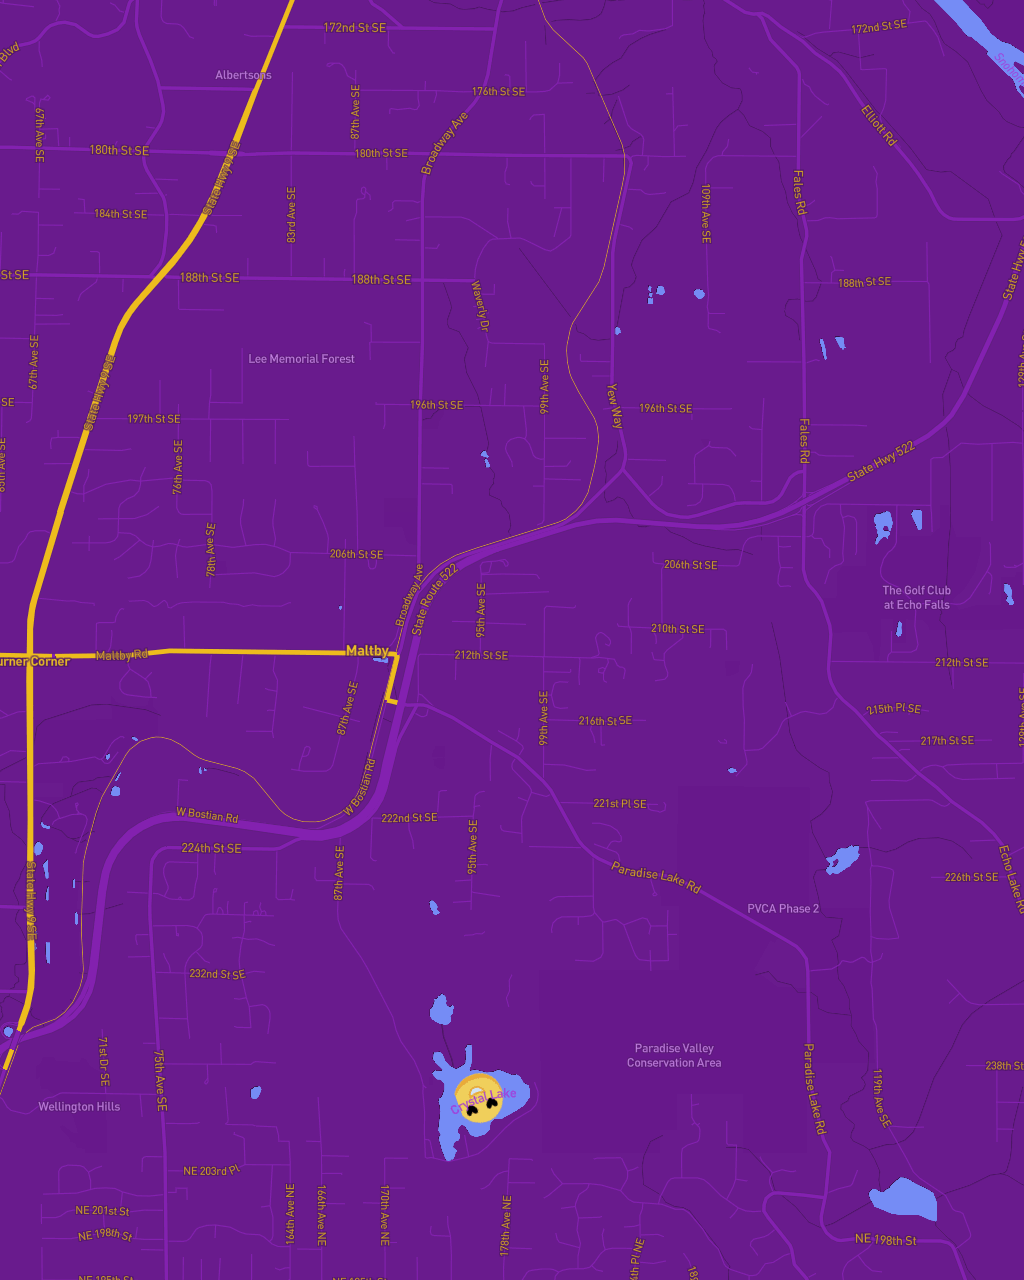 172nd St SE
172nd St SE
Blvd
Albertsons
176th St SE
87th Ave SE
67th Ave SE
Broadway Ave
Elliott Rd
180th St SE
180th St SE
State Hwy 9 SE
Fales Rd
109th Ave SE
83rd Ave SE
184th St SE
St SE
188th St SE
188th St SE
188th St SE
Waverly Dr
67th Ave SE
Lee Memorial Forest
State Hwy 9 SE
99th Ave SE
Yew Way
SE
197th St SE
196th St SE
196th St SE
Fales Rd
76th Ave SE
State Hwy 522
78th Ave SE
206th St SE
206th St SE
Broadway Ave
State Route 522
95th Ave SE
The Golf Club
at Echo Falls
210th St SE
Maltby
Maltby Rd
212th St SE
212th St SE
87th Ave SE
99th Ave SE
216th St SE
215th Pl SE
217th St SE
W Bostian Rd
W Bostian Rd
221st Pl SE
222nd St SE
224th St SE
95th Ave SE
87th Ave SE
Paradise Lake Rd
226th St SE
PVCA Phase 2
232nd St SE
71st Dr SE
75th Ave SE
Paradise Valley
Conservation Area
238th St
Paradise Lake Rd
119th Ave SE
Crystal Lake
Wellington Hills
NE 203rd Pl
164th Ave NE
166th Ave NE
170th Ave NE
178th Ave NE
NE 201st St
NE 198th St
NE 198th St